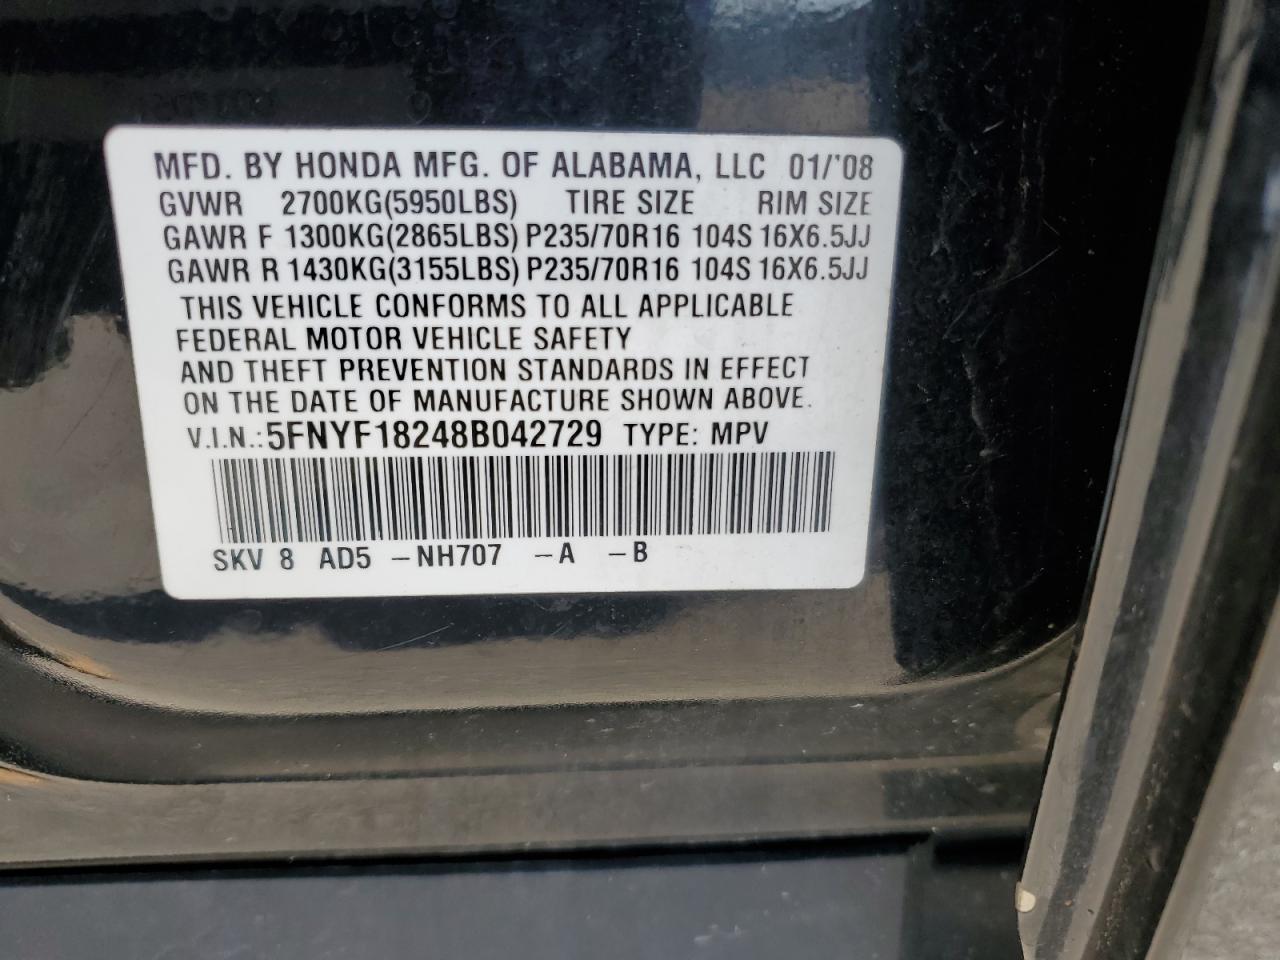 MFD. BY HONDA MFG. OF ALABAMA, LLC 01/'08
GVWR 2700KG(5950LBS) TIRE SIZE RIM SIZE
GAWR F 1300KG(2865LBS) P235/70R16 104S 16X6.5JJ
GAWR R 1430KG(3155LBS) P235/70R16 104S 16X6.5JJ
THIS VEHICLE CONFORMS TO ALL APPLICABLE
FEDERAL MOTOR VEHICLE SAFETY
AND THEFT PREVENTION STANDARDS IN EFFECT
ON THE DATE OF MANUFACTURE SHOWN ABOVE.
V.I.N.: 5FNYF18248B042729 TYPE: MPV
SKV 8 AD5 -NH707 -A -B